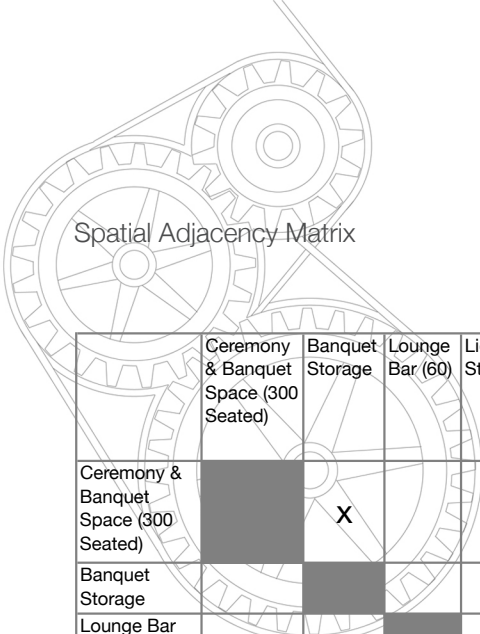 Spatial Adjacency Matrix
Ceremony
& Banquet
Space (300
Seated)
Banquet
Storage
Lounge
Bar (60)
Ceremony &
Banquet
Space (300
Seated)
X
Banquet
Storage
Lounge Bar